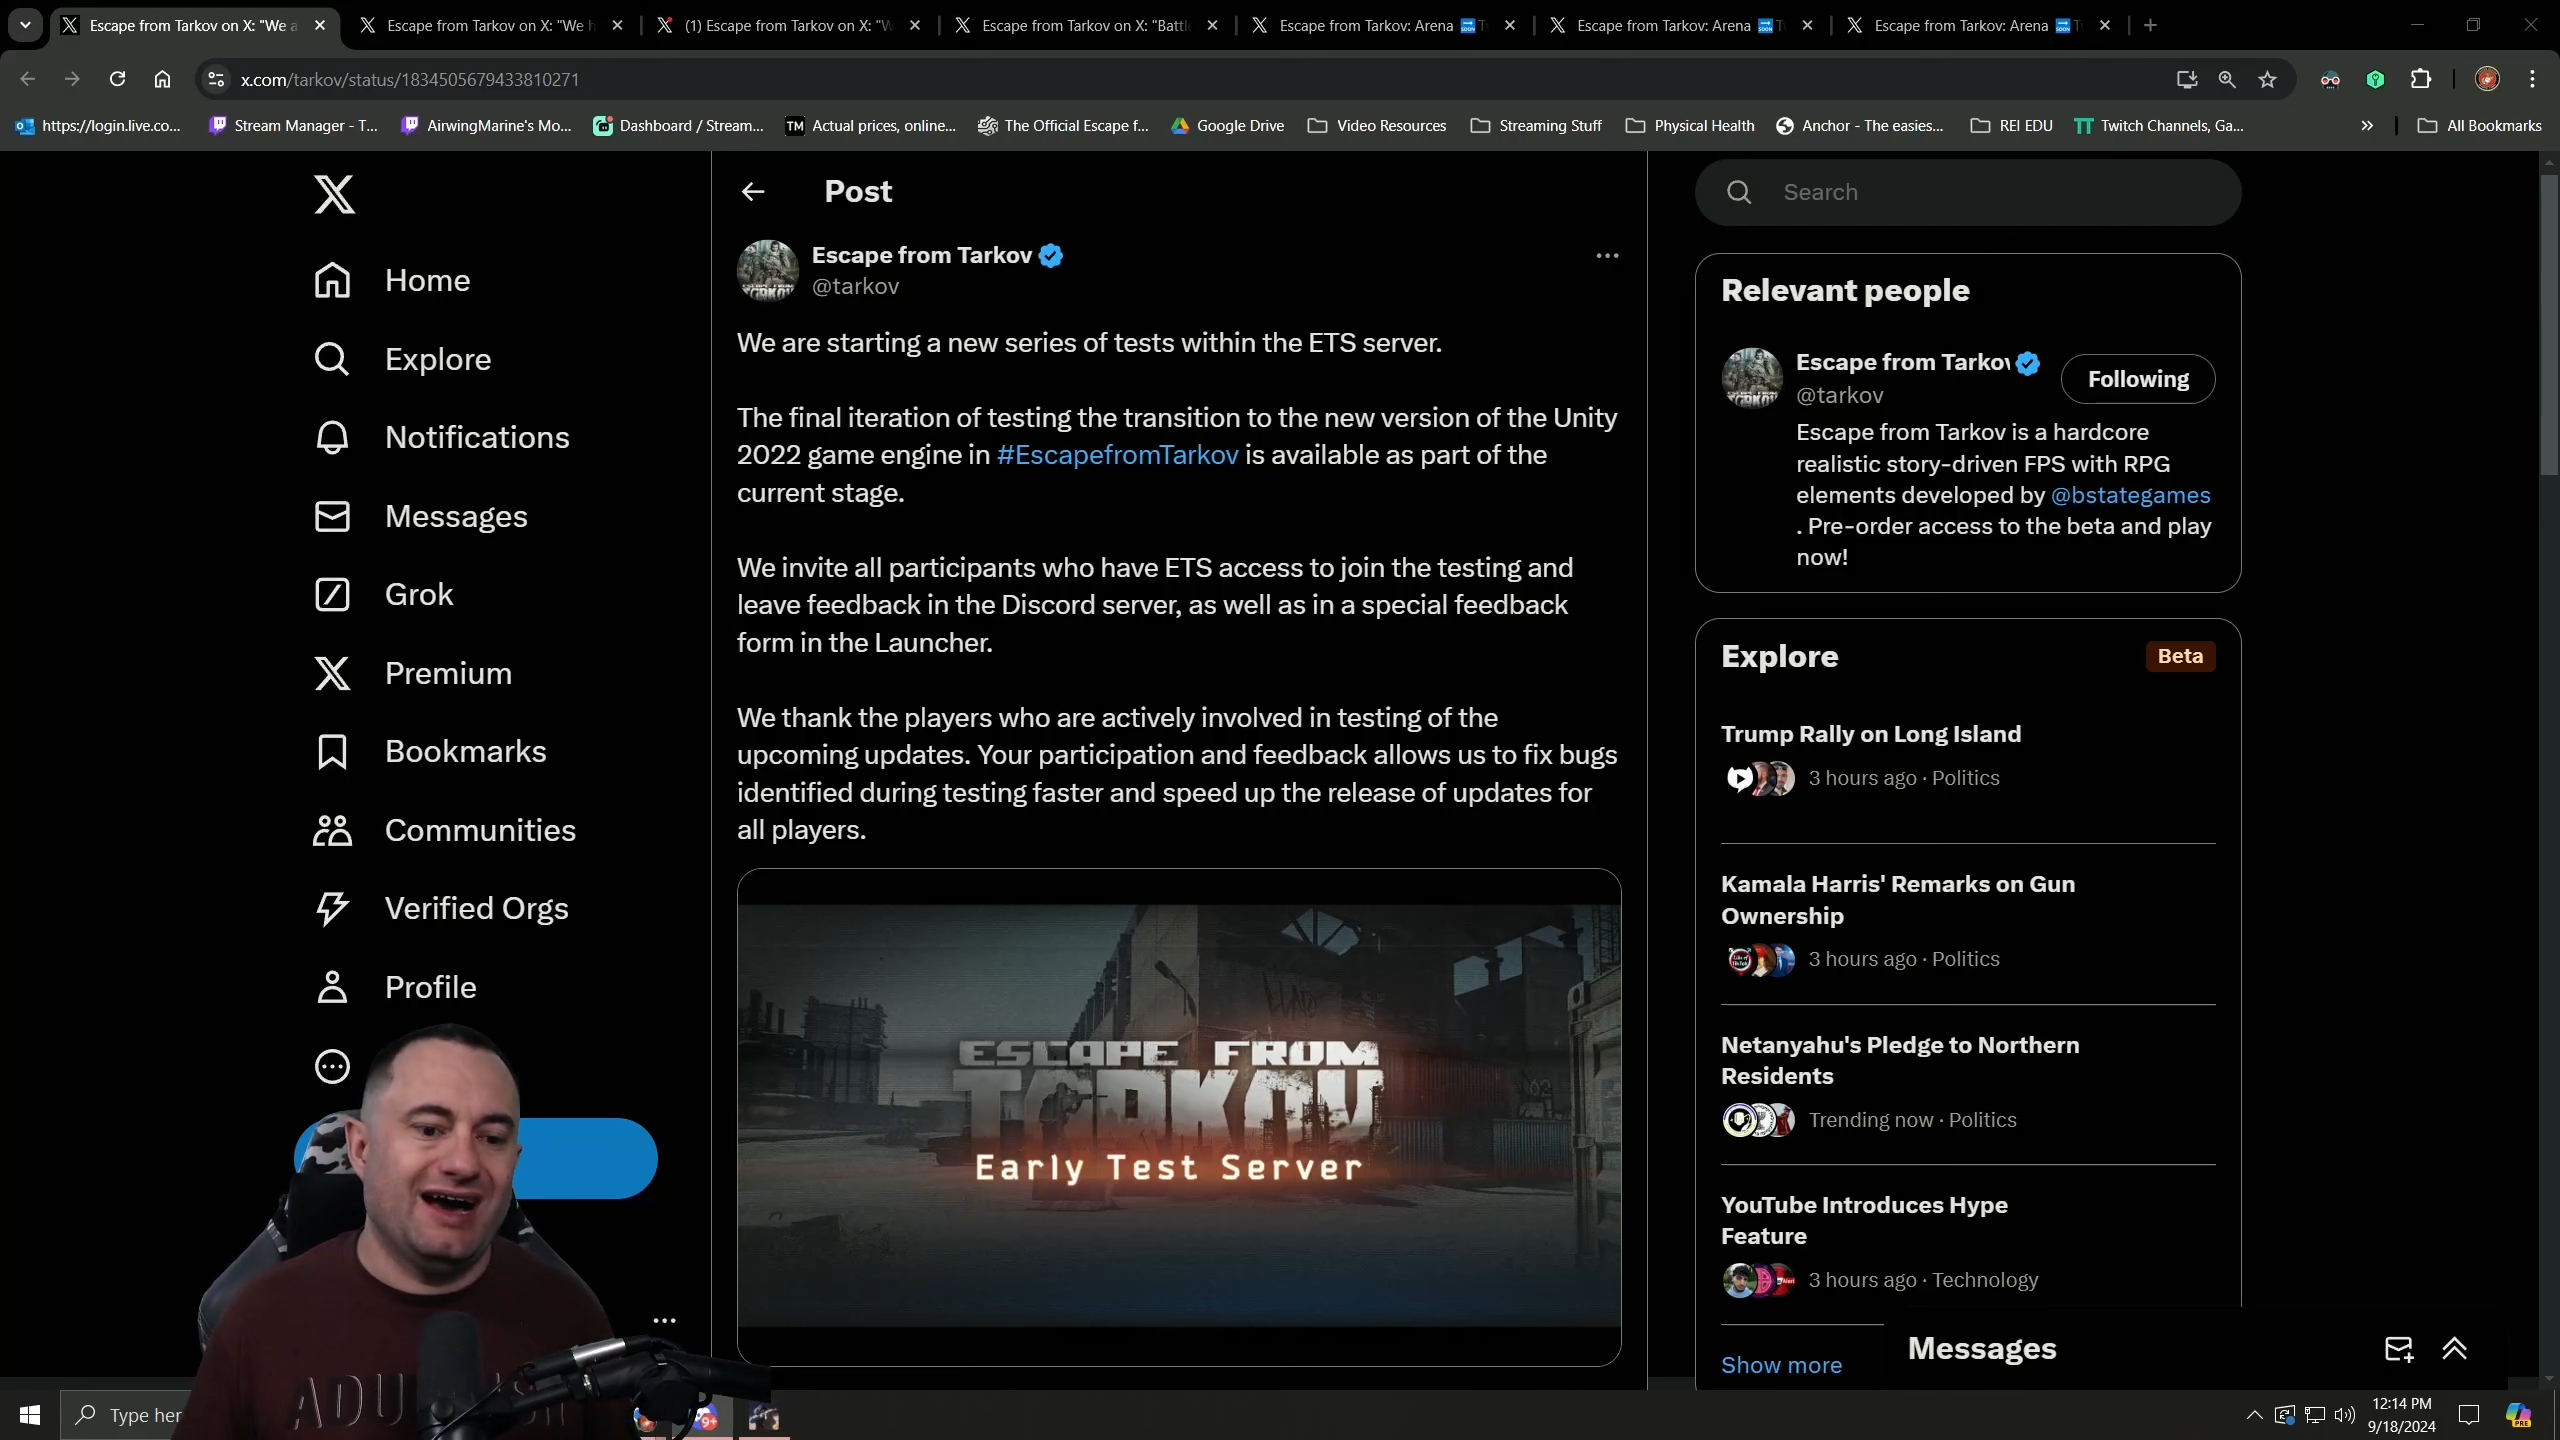 Escape from Tarkov on X: "We a
Escape from Tarkov on X: "We h
(1) Escape from Tarkov on X: "W
Escape from Tarkov on X: "Battl
Escape from Tarkov: Arena
Escape from Tarkov: Arena
Escape from Tarkov: Arena
x.com/tarkov/status/1834505679433810271
https://login.live.co...
Stream Manager - T...
AirwingMarine's Mo...
Dashboard / Stream...
Actual prices, online...
The Official Escape f...
Google Drive
Video Resources
Streaming Stuff
Physical Health
Anchor - The easies...
REI EDU
Twitch Channels, Ga...
All Bookmarks
Home
Explore
Notifications
Messages
Grok
Premium
Bookmarks
Communities
Verified Orgs
Profile
Post
Escape from Tarkov
@tarkov
We are starting a new series of tests within the ETS server.
The final iteration of testing the transition to the new version of the Unity
2022 game engine in #EscapefromTarkov is available as part of the
current stage.
We invite all participants who have ETS access to join the testing and
leave feedback in the Discord server, as well as in a special feedback
form in the Launcher.
We thank the players who are actively involved in testing of the
upcoming updates. Your participation and feedback allows us to fix bugs
identified during testing faster and speed up the release of updates for
all players.
ESCAPE FROM
TARKOV
Early Test Server
Search
Relevant people
Escape from Tarkov
@tarkov
Following
Escape from Tarkov is a hardcore
realistic story-driven FPS with RPG
elements developed by @bstategames
. Pre-order access to the beta and play
now!
Explore
Beta
Trump Rally on Long Island
3 hours ago · Politics
Kamala Harris' Remarks on Gun
Ownership
3 hours ago · Politics
Netanyahu's Pledge to Northern
Residents
Trending now · Politics
YouTube Introduces Hype
Feature
3 hours ago · Technology
Show more
Messages
Type her
9+
12:14 PM
9/18/2024